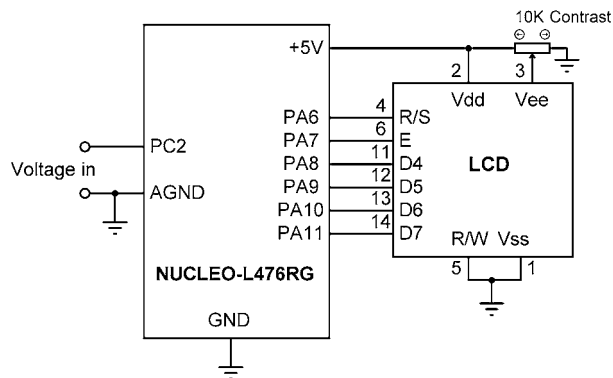 10K Contrast
+5V
2 3
Vdd Vee
PA6 4 R/S
PA7 6 E
PC2
PA8 11 D4
LCD
Voltage in
PA9 12 D5
AGND
PA10 13 D6
PA11 14 D7
R/W Vss
5 1
NUCLEO-L476RG
GND